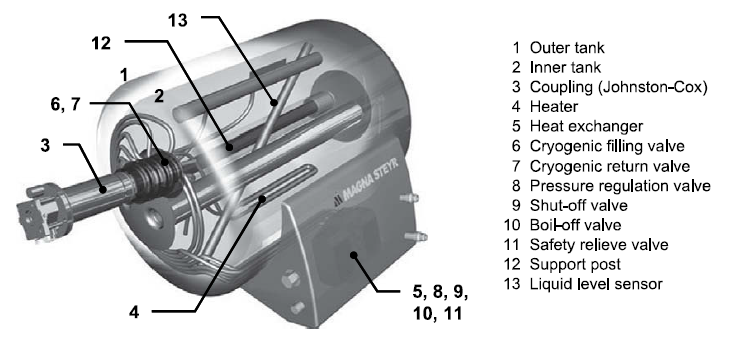 13
12
1
6, 7
2
3
MAGNA STEYR
4
5, 8, 9,
10, 11
1 Outer tank
2 Inner tank
3 Coupling (Johnston-Cox)
4 Heater
5 Heat exchanger
6 Cryogenic filling valve
7 Cryogenic return valve
8 Pressure regulation valve
9 Shut-off valve
10 Boil-off valve
11 Safety relieve valve
12 Support post
13 Liquid level sensor